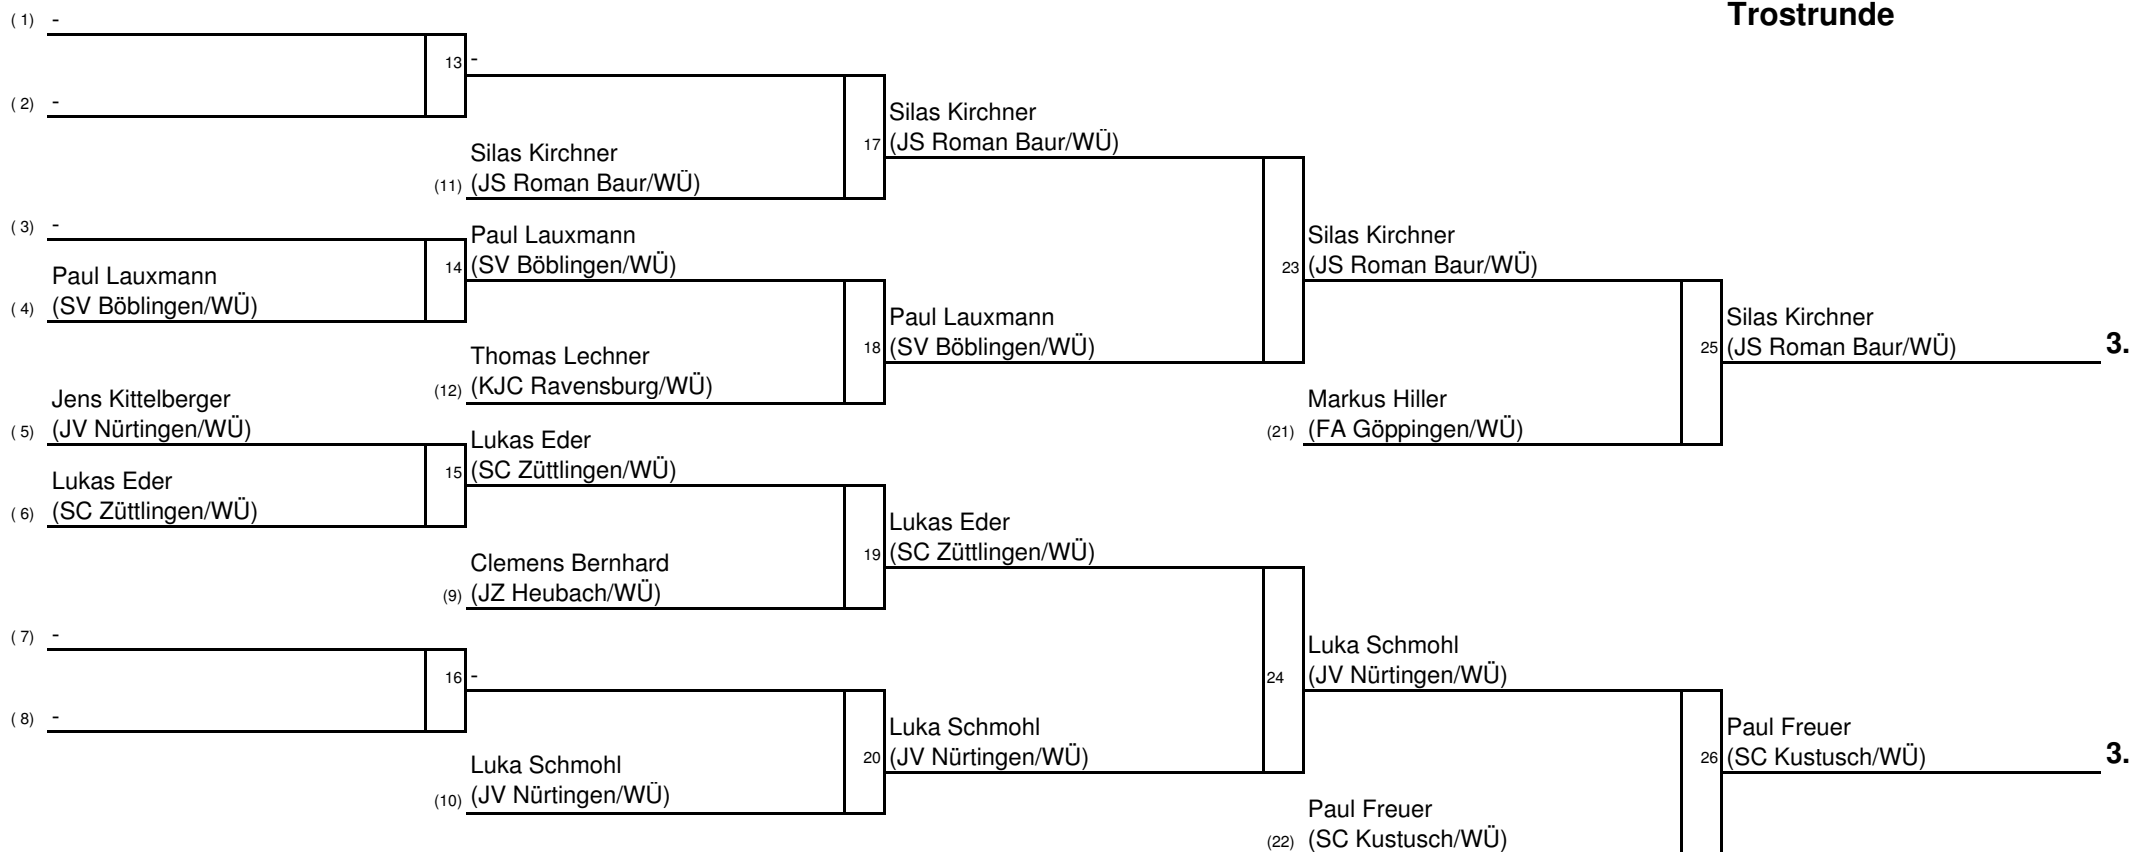 Trostrunde
( 1) -
13 -
( 2) -
Silas Kirchner
17 (JS Roman Baur/WÜ)
Silas Kirchner
(11) (JS Roman Baur/WÜ)
( 3) -
Paul Lauxmann
14 (SV Böblingen/WÜ)
Paul Lauxmann
( 4) (SV Böblingen/WÜ)
Silas Kirchner
23 (JS Roman Baur/WÜ)
Paul Lauxmann
18 (SV Böblingen/WÜ)
Silas Kirchner
25 (JS Roman Baur/WÜ) 3.
Thomas Lechner
(12) (KJC Ravensburg/WÜ)
Jens Kittelberger
( 5) (JV Nürtingen/WÜ)
Markus Hiller
(21) (FA Göppingen/WÜ)
Lukas Eder
15 (SC Züttlingen/WÜ)
Lukas Eder
( 6) (SC Züttlingen/WÜ)
Lukas Eder
19 (SC Züttlingen/WÜ)
Clemens Bernhard
(9) (JZ Heubach/WÜ)
( 7) -
Luka Schmohl
24 (JV Nürtingen/WÜ)
16 -
( 8) -
Luka Schmohl
20 (JV Nürtingen/WÜ)
Paul Freuer
26 (SC Kustusch/WÜ) 3.
Luka Schmohl
(10) (JV Nürtingen/WÜ)
Paul Freuer
(22) (SC Kustusch/WÜ)